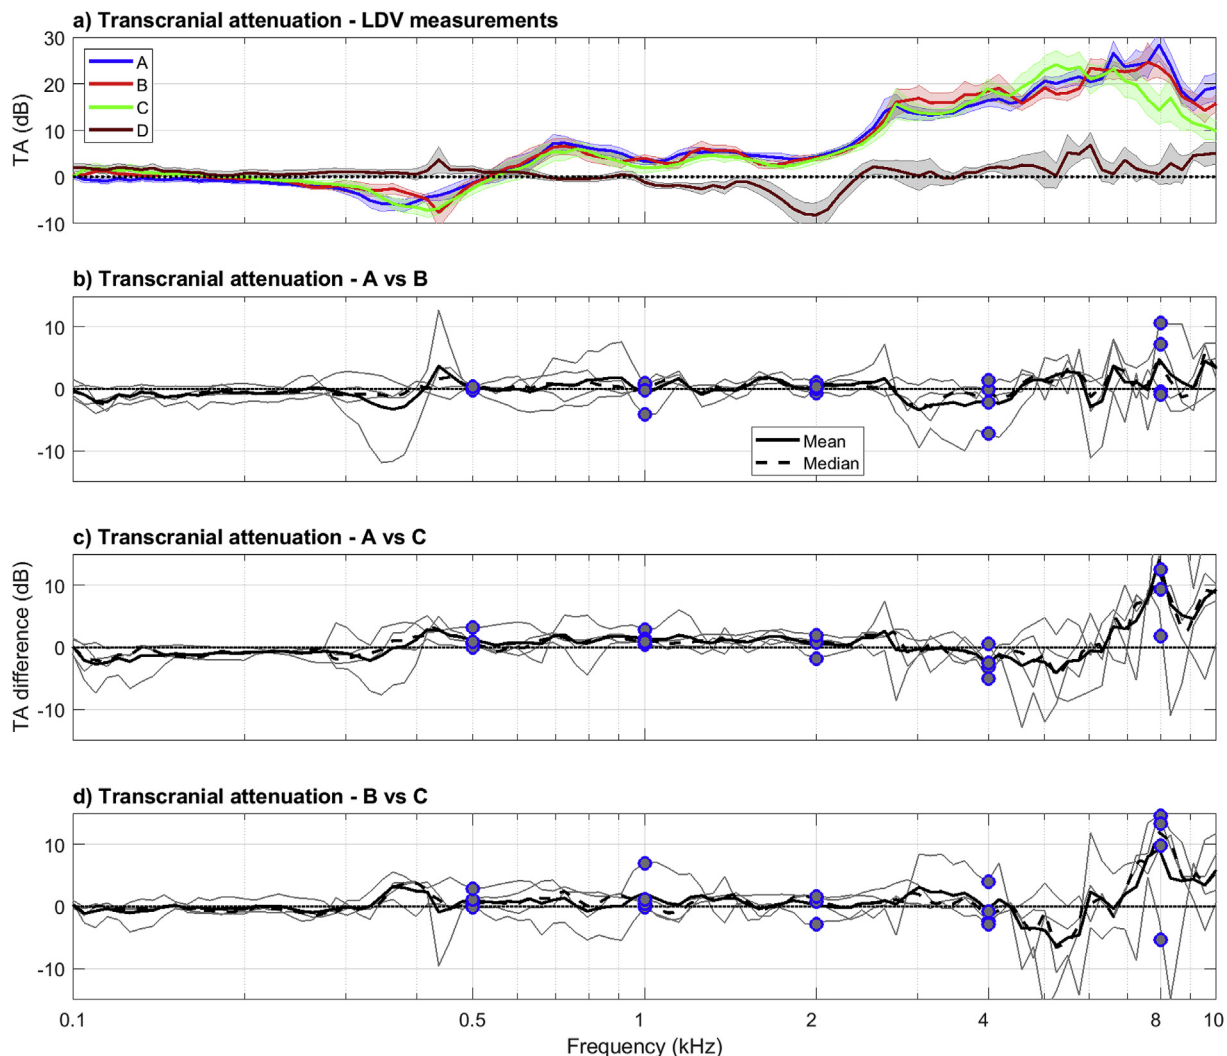 a) Transcranial attenuation - LDV measurements
30
20
10
0
-10
TA (dB)
A
B
C
D
b) Transcranial attenuation - A vs B
10
0
-10
Mean
Median
c) Transcranial attenuation - A vs C
10
0
-10
TA difference (dB)
d) Transcranial attenuation - B vs C
10
0
-10
0.1 0.5 1 2 4 8 10
Frequency (kHz)